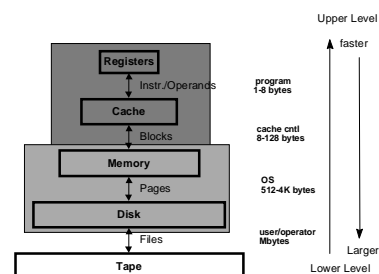 Upper Level
faster
Registers
Instr./Operands
program
1-8 bytes
Cache
Blocks
cache cntl
8-128 bytes
Memory
Pages
OS
512-4K bytes
Disk
Files
user/operator
Mbytes
Larger
Tape
Lower Level